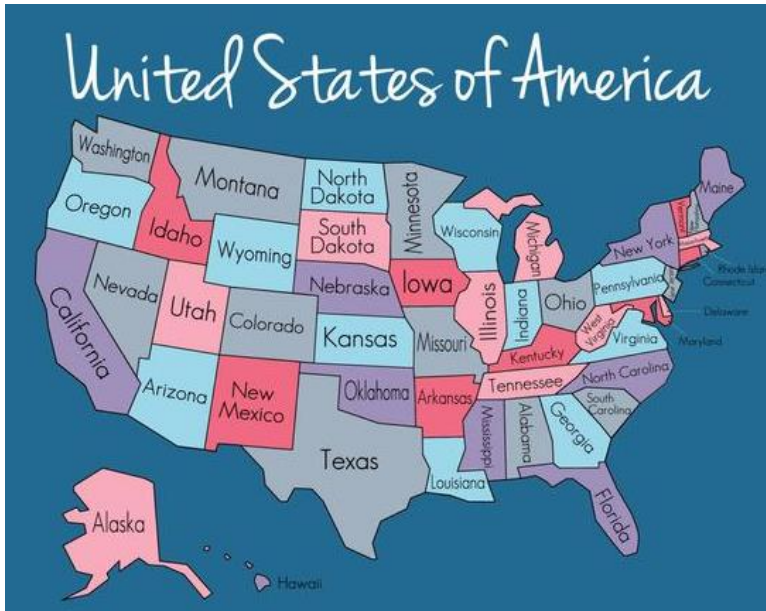 United States of America
Washington
Montana
North
Dakota
Minnesota
Maine
Vermont
Oregon
Idaho
South
Dakota
Wisconsin
Michigan
New York
Wyoming
Rhode Islan
Connecticut
Nebraska
Iowa
Pennsylvania
Nevada
Utah
Colorado
Illinois
Indiana
Ohio
Delaware
California
Kansas
Missouri
West
Virginia
Virginia
Maryland
Kentucky
Arizona
New
Mexico
Oklahoma
Arkansas
Tennessee
North Carolina
South
Carolina
Texas
Mississippi
Alabama
Georgia
Louisiana
Florida
Alaska
Hawaii